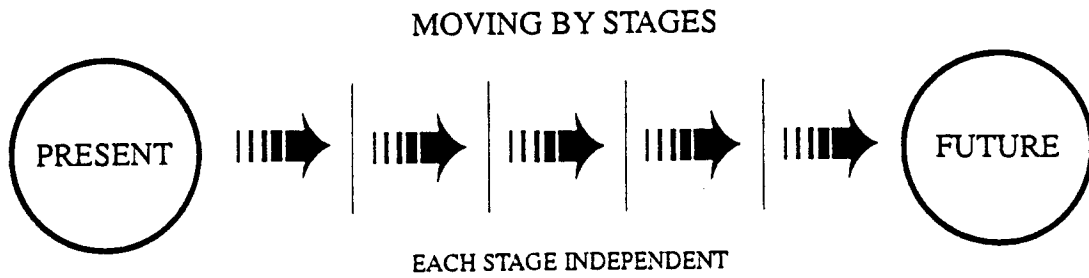 MOVING BY STAGES
PRESENT
FUTURE
EACH STAGE INDEPENDENT